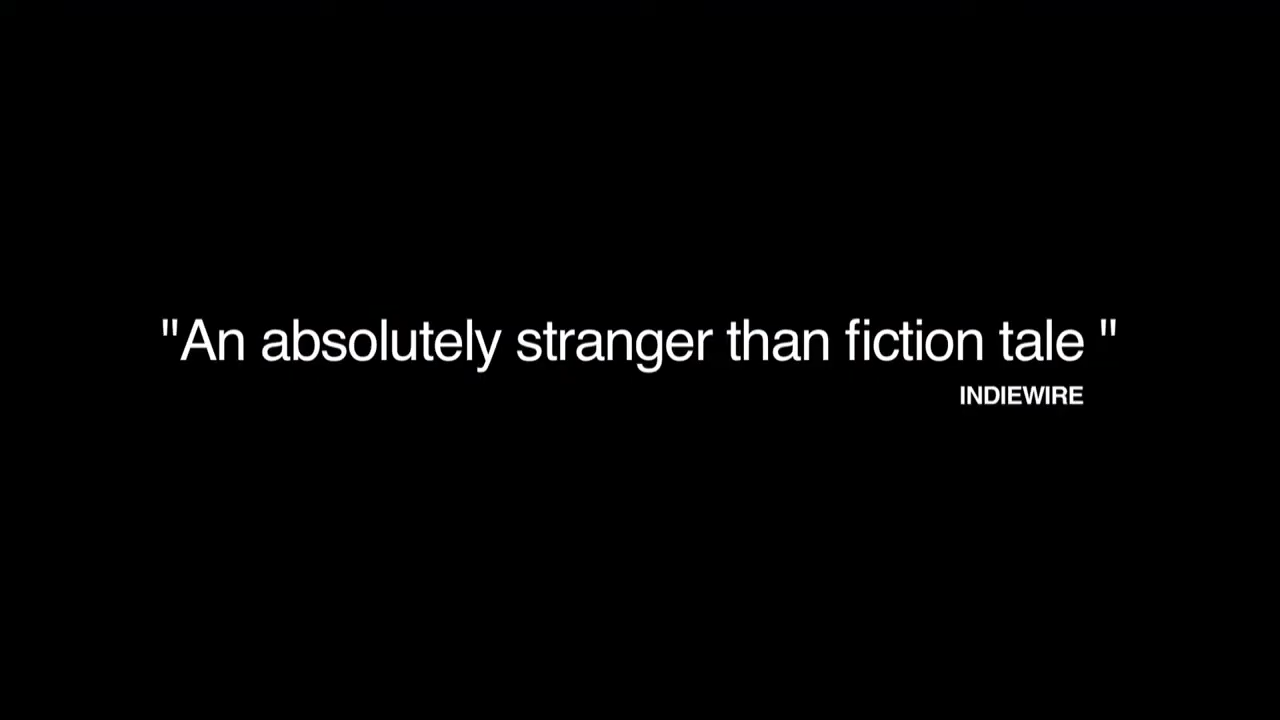 "An absolutely stranger than fiction tale "
INDIEWIRE